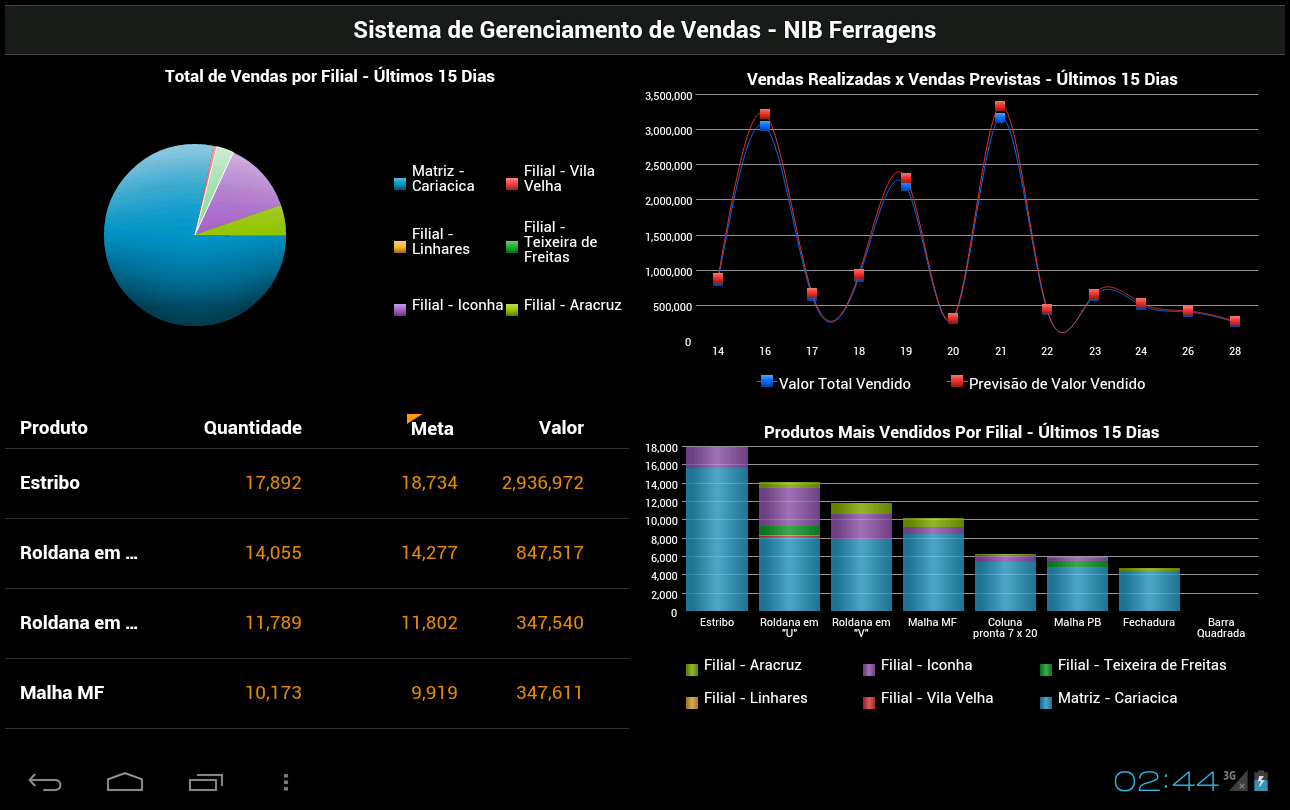 Sistema de Gerenciamento de Vendas - NIB Ferragens
Total de Vendas por Filial - Últimos 15 Dias
Matriz -
Cariacica
Filial - Vila
Velha
Filial -
Linhares
Filial -
Teixeira de
Freitas
Filial - Iconha
Filial - Aracruz
Vendas Realizadas x Vendas Previstas - Últimos 15 Dias
3,500,000
3,000,000
2,500,000
2,000,000
1,500,000
1,000,000
500,000
0
14 16 17 18 19 20 21 22 23 24 26 28
Valor Total Vendido Previsão de Valor Vendido
Produto Quantidade Meta Valor
Estribo 17,892 18,734 2,936,972
Roldana em ... 14,055 14,277 847,517
Roldana em ... 11,789 11,802 347,540
Malha MF 10,173 9,919 347,611
Produtos Mais Vendidos Por Filial - Últimos 15 Dias
18,000
16,000
14,000
12,000
10,000
8,000
6,000
4,000
2,000
0
Estribo
Roldana em
"U"
Roldana em
"V"
Malha MF
Coluna
pronta 7 x 20
Malha PB
Fechadura
Barra
Quadrada
Filial - Aracruz Filial - Iconha Filial - Teixeira de Freitas
Filial - Linhares Filial - Vila Velha Matriz - Cariacica
02:44 3G